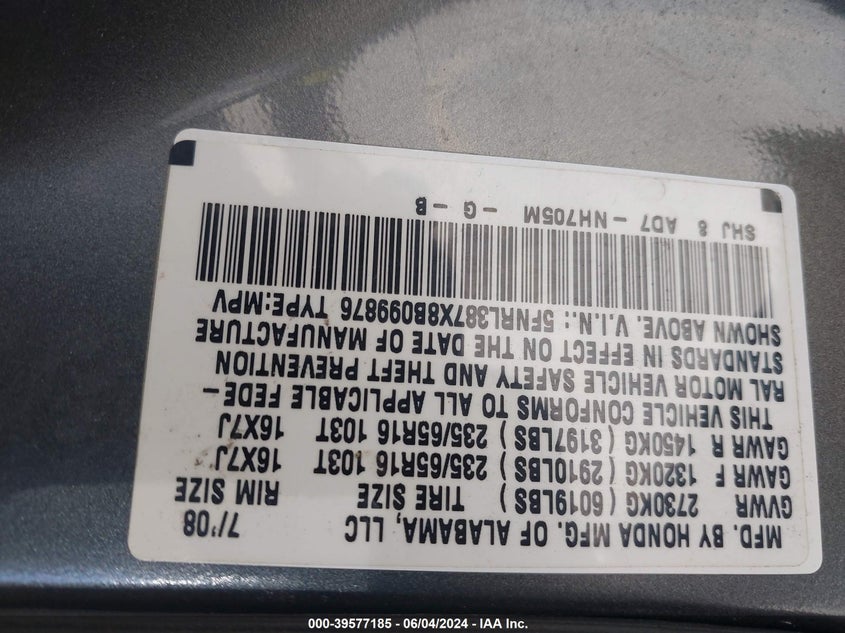 MFD. BY HONDA MFG. OF ALABAMA, LLC 7/'08
GVWR 2730KG ( 6019LBS ) TIRE SIZE RIM SIZE
GAWR F 1320KG ( 2910LBS ) 235/65R16 103T 16X7J
GAWR R 1450KG ( 3197LBS ) 235/65R16 103T 16X7J
THIS VEHICLE CONFORMS TO ALL APPLICABLE FEDE-
RAL MOTOR VEHICLE SAFETY AND THEFT PREVENTION
STANDARDS IN EFFECT ON THE DATE OF MANUFACTURE
SHOWN ABOVE. V.I.N.: 5FNRL387X8B099876 TYPE:MPV
SHJ 8 AD7 - NH705M - G - B
000-39577185 - 06/04/2024 - IAA Inc.